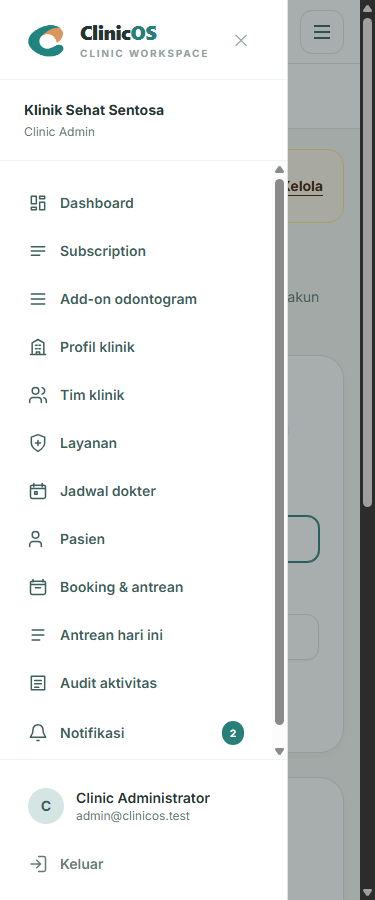 ClinicOS
CLINIC WORKSPACE
Klinik Sehat Sentosa
Clinic Admin
Kelola
Dashboard
Subscription
Add-on odontogram
akun
Profil klinik
Tim klinik
Layanan
Jadwal dokter
Pasien
Booking & antrean
Antrean hari ini
Audit aktivitas
Notifikasi 2
C
Clinic Administrator
admin@clinicos.test
Keluar